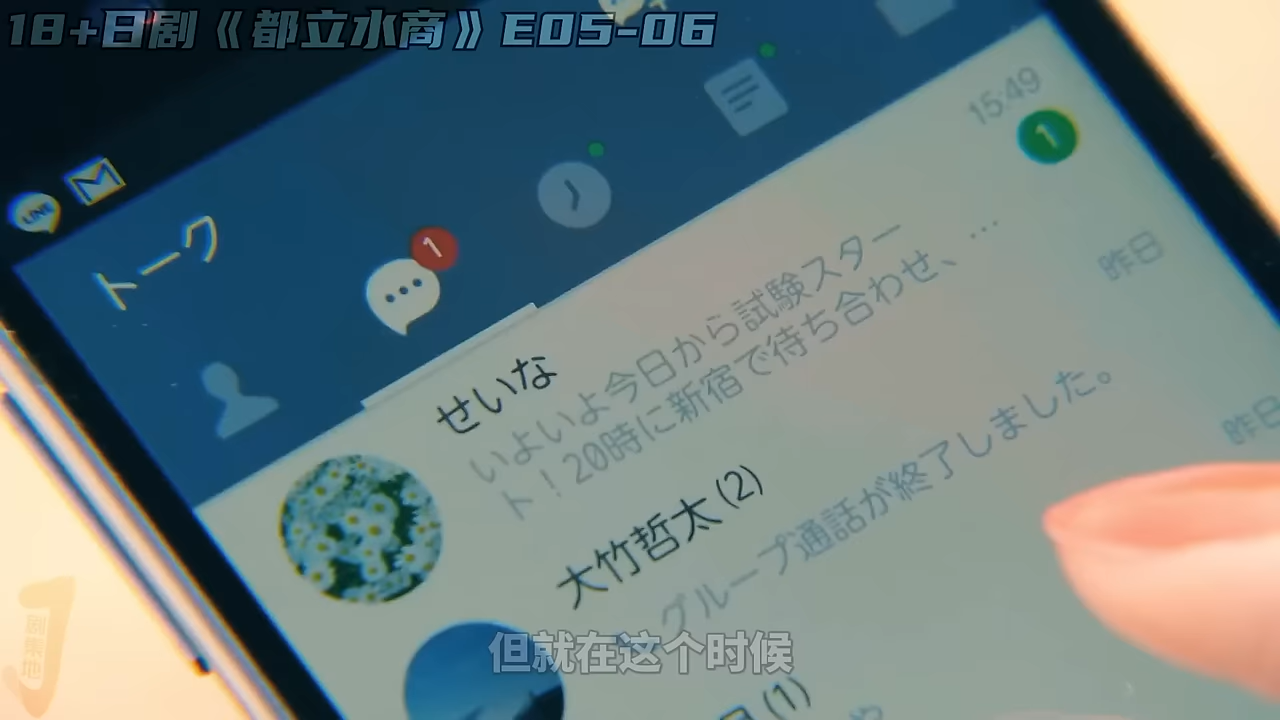 18+日剧《都立水商》E05-06
LINE
トーク
1
15:49
1
せいな
いよいよ今日から試験スター
ト！20時に新宿で待ち合わせ、…
昨日
大竹哲太(2)
グループ通話が終了しました。
昨日
(1)
但就在这个时候